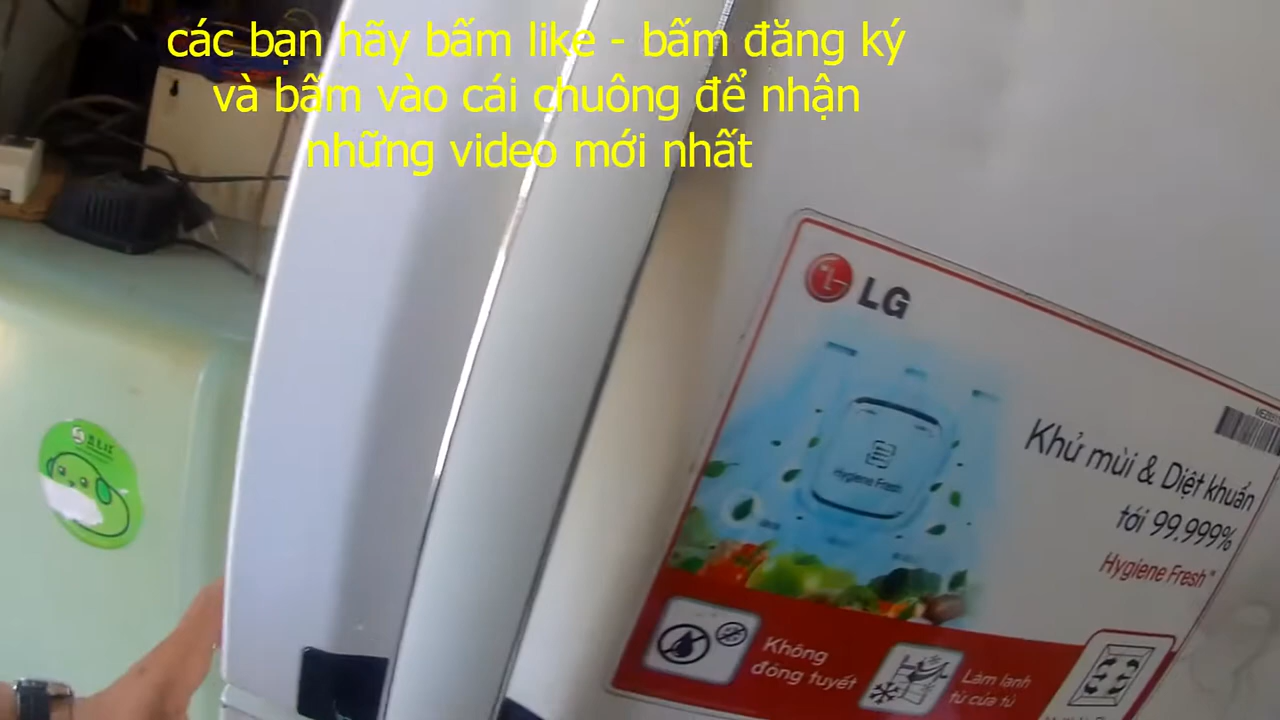 các bạn hãy bấm like - bấm đăng ký
và bấm vào cái chuông để nhận
những video mới nhất
LG
Hygiene Fresh
Khử mùi & Diệt khuẩn
tới 99.999%
Hygiene Fresh+
Không
đóng tuyết
Làm lạnh
từ cửa tủ